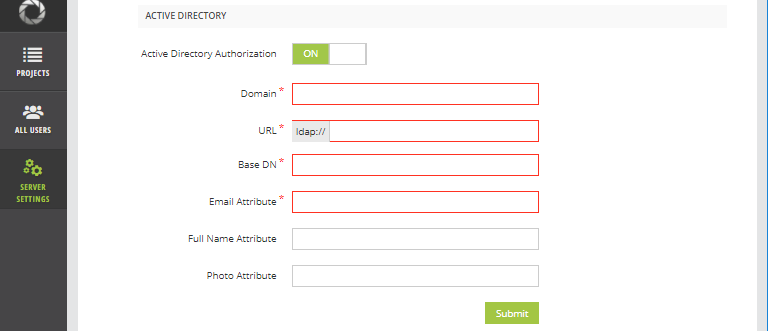 ACTIVE DIRECTORY
Active Directory Authorization ON
Domain *
URL * ldap://
Base DN *
Email Attribute *
Full Name Attribute
Photo Attribute
Submit
PROJECTS
ALL USERS
SERVER
SETTINGS